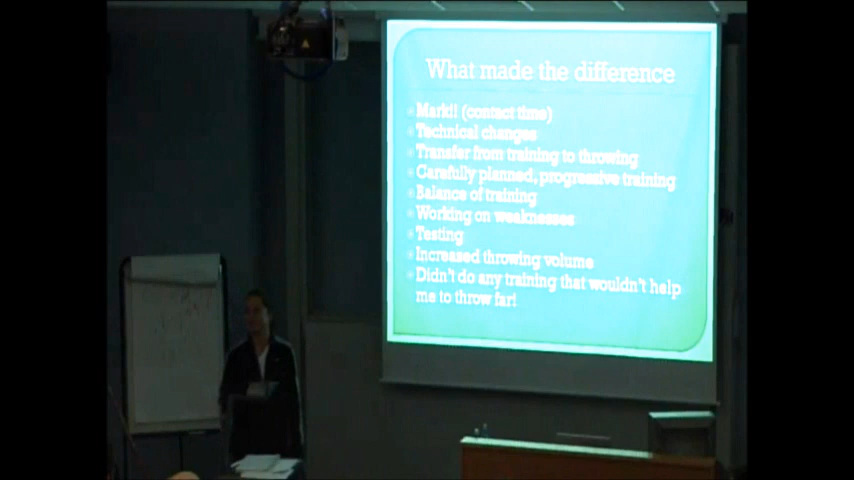 What made the difference
Mark!! (contact time)
Technical changes
Transfer from training to throwing
Carefully planned, progressive training
Balance of training
Working on weaknesses
Testing
Increased throwing volume
Didn't do any training that wouldn't help
me to throw far!